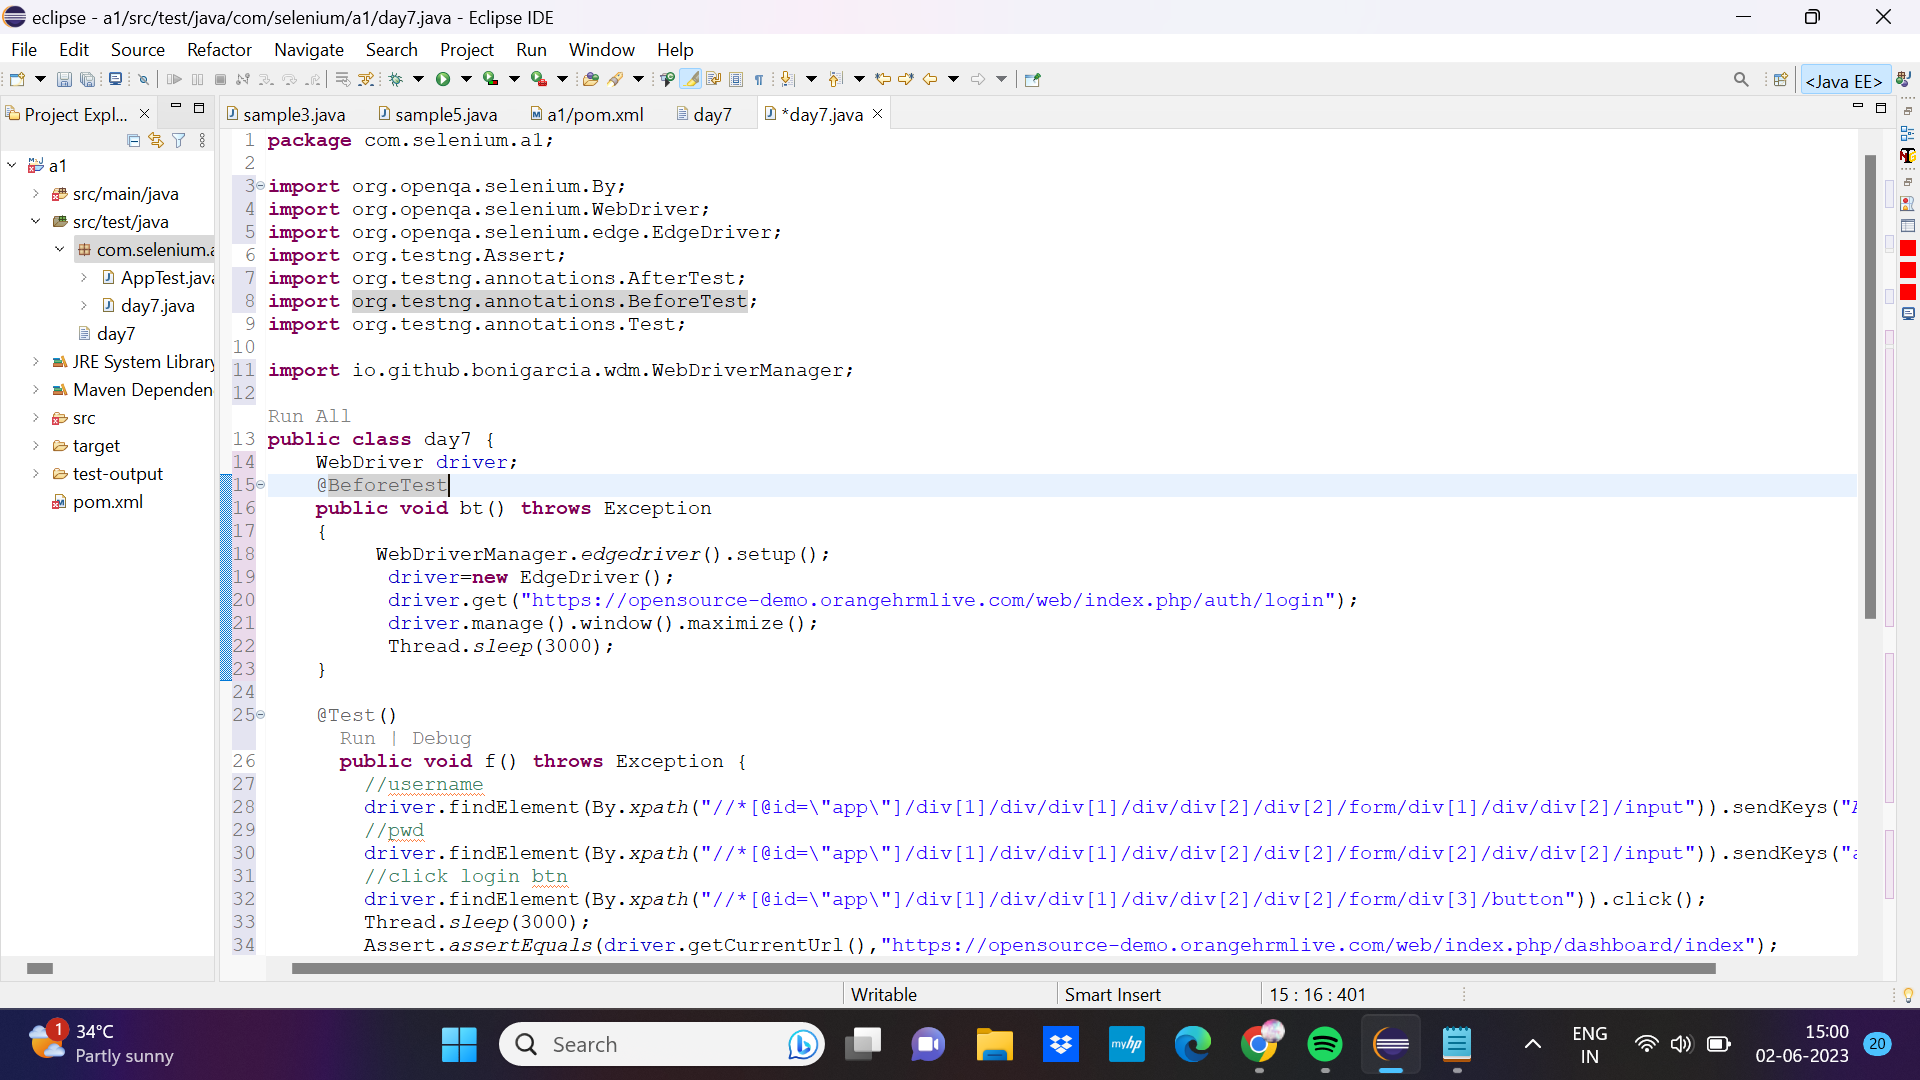 eclipse - a1/src/test/java/com/selenium/a1/day7.java - Eclipse IDE
File Edit Source Refactor Navigate Search Project Run Window Help
<Java EE>
Project Expl...
sample3.java sample5.java a1/pom.xml day7 *day7.java
a1
src/main/java
src/test/java
com.selenium.a
AppTest.java
day7.java
day7
JRE System Library
Maven Dependen
src
target
test-output
pom.xml
1 package com.selenium.a1;
2
3 import org.openqa.selenium.By;
4 import org.openqa.selenium.WebDriver;
5 import org.openqa.selenium.edge.EdgeDriver;
6 import org.testng.Assert;
7 import org.testng.annotations.AfterTest;
8 import org.testng.annotations.BeforeTest;
9 import org.testng.annotations.Test;
10
11 import io.github.bonigarcia.wdm.WebDriverManager;
12
Run All
13 public class day7 {
14 WebDriver driver;
15 @BeforeTest
16 public void bt() throws Exception
17 {
18 WebDriverManager.edgedriver().setup();
19 driver=new EdgeDriver();
20 driver.get("https://opensource-demo.orangehrmlive.com/web/index.php/auth/login");
21 driver.manage().window().maximize();
22 Thread.sleep(3000);
23 }
24
25 @Test()
Run | Debug
26 public void f() throws Exception {
27 //username
28 driver.findElement(By.xpath("//*[@id=\"app\"]/div[1]/div/div[1]/div/div[2]/div[2]/form/div[1]/div/div[2]/input")).sendKeys("A
29 //pwd
30 driver.findElement(By.xpath("//*[@id=\"app\"]/div[1]/div/div[1]/div/div[2]/div[2]/form/div[2]/div/div[2]/input")).sendKeys("a
31 //click login btn
32 driver.findElement(By.xpath("//*[@id=\"app\"]/div[1]/div/div[1]/div/div[2]/div[2]/form/div[3]/button")).click();
33 Thread.sleep(3000);
34 Assert.assertEquals(driver.getCurrentUrl(),"https://opensource-demo.orangehrmlive.com/web/index.php/dashboard/index");
Writable Smart Insert 15 : 16 : 401
1 34°C
Partly sunny
Search
myhp
ENG
IN
15:00
02-06-2023
20